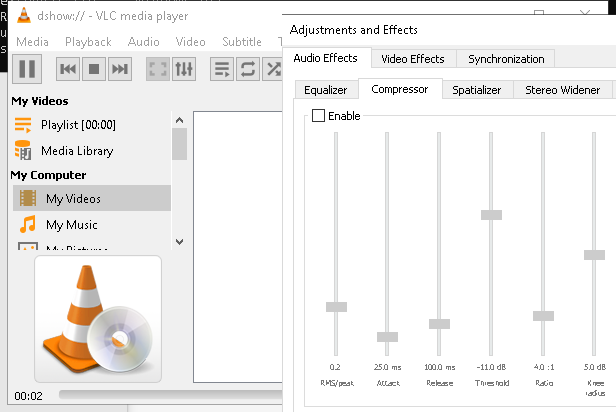 dshow:// - VLC media player
Media Playback Audio Video Subtitle T
My Videos
Playlist [00:00]
Media Library
My Computer
My Videos
My Music
My Pictures
00:02
Adjustments and Effects
Audio Effects Video Effects Synchronization
Equalizer Compressor Spatializer Stereo Widener
Enable
0.2 25.0 ms 100.0 ms -11.0 dB 4.0 :1 5.0 dB
RMS/peak Attack Release Threshold Ratio Knee
radius